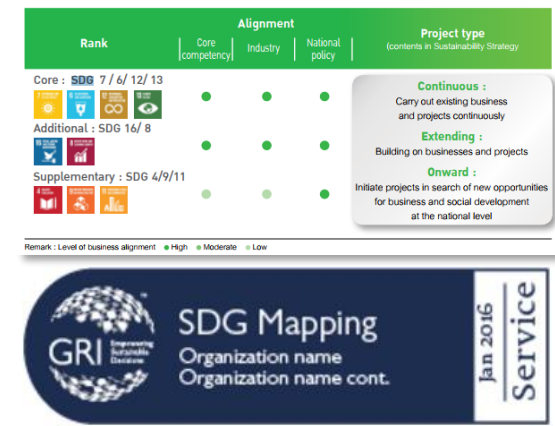 Alignment
Rank
Core competency
Industry
National policy
Project type
(contents in Sustainability Strategy
Core : SDG 7 / 6/ 12/ 13
Additional : SDG 16/ 8
Supplementary : SDG 4/9/11
Continuous :
Carry out existing business
and projects continuously
Extending :
Building on businesses and projects
Onward :
Initiate projects in search of new opportunities
for business and social development
at the national level
Remark : Level of business alignment High Moderate Low
GRI
Empowering
Sustainable
Decisions
SDG Mapping
Organization name
Organization name cont.
Jan 2016
Service